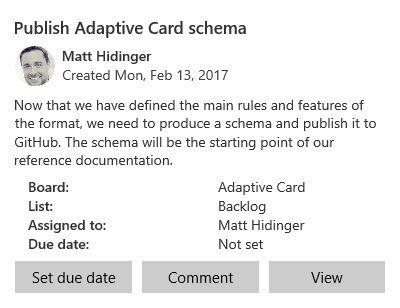 Publish Adaptive Card schema
Matt Hidinger
Created Mon, Feb 13, 2017
Now that we have defined the main rules and features of
the format, we need to produce a schema and publish it to
GitHub. The schema will be the starting point of our
reference documentation.
Board: Adaptive Card
List: Backlog
Assigned to: Matt Hidinger
Due date: Not set
Set due date Comment View